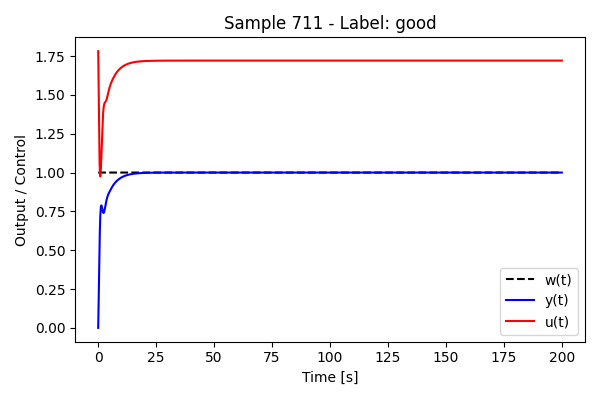 Sample 711 - Label: good
Output / Control
1.75
1.50
1.25
1.00
0.75
0.50
0.25
0.00
w(t)
y(t)
u(t)
0 25 50 75 100 125 150 175 200
Time [s]